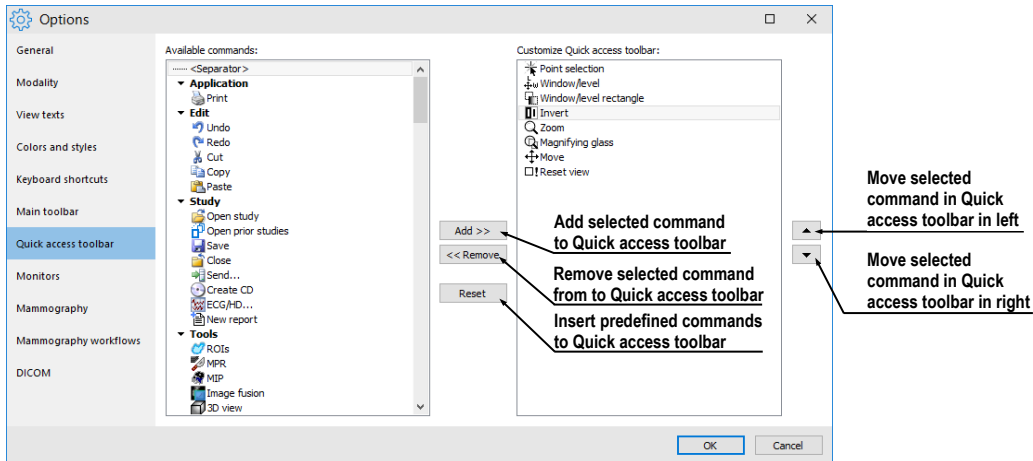 Options
General
Modality
View texts
Colors and styles
Keyboard shortcuts
Main toolbar
Quick access toolbar
Monitors
Mammography
Mammography workflows
DICOM
Available commands:
<Separator>
Application
Print
Edit
Undo
Redo
Cut
Copy
Paste
Study
Open study
Open prior studies
Save
Close
Send...
Create CD
ECG/HD...
New report
Tools
ROIs
MPR
MIP
Image fusion
3D view
Add >>
<< Remove
Reset
Add selected command
to Quick access toolbar
Remove selected command
from to Quick access toolbar
Insert predefined commands
to Quick access toolbar
Customize Quick access toolbar:
Point selection
Window/level
Window/level rectangle
Invert
Zoom
Magnifying glass
Move
Reset view
Move selected
command in Quick
access toolbar in left
Move selected
command in Quick
access toolbar in right
OK
Cancel